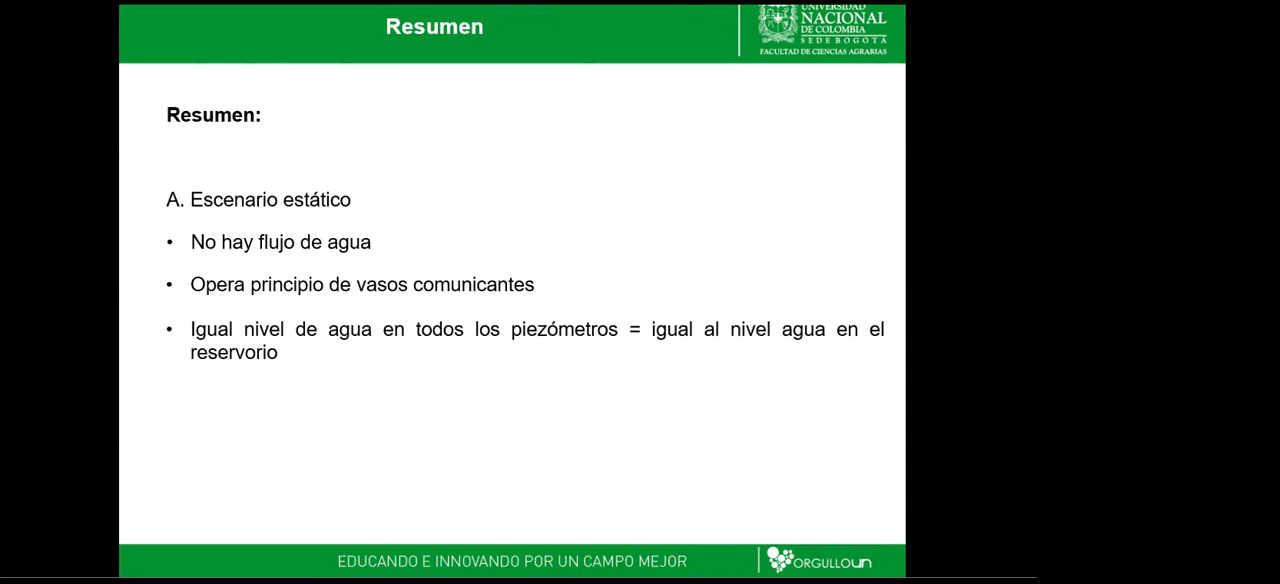 Resumen
UNIVERSIDAD
NACIONAL
DE COLOMBIA
SEDE BOGOTÁ
FACULTAD DE CIENCIAS AGRARIAS
Resumen:
A. Escenario estático
• No hay flujo de agua
• Opera principio de vasos comunicantes
• Igual nivel de agua en todos los piezómetros = igual al nivel agua en el
reservorio
EDUCANDO E INNOVANDO POR UN CAMPO MEJOR
ORGULLOUN